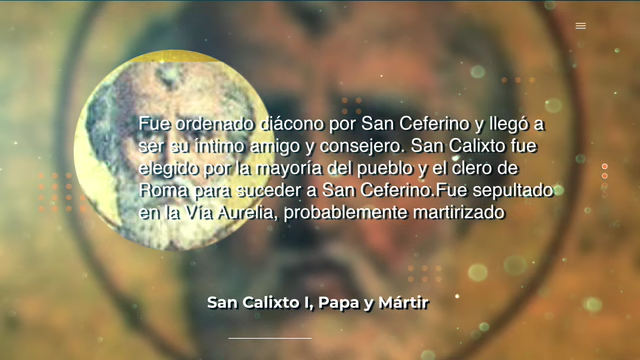 Fue ordenado diácono por San Ceferino y llegó a
ser su íntimo amigo y consejero. San Calixto fue
elegido por la mayoría del pueblo y el clero de
Roma para suceder a San Ceferino.Fue sepultado
en la Vía Aurelia, probablemente martirizado
San Calixto I, Papa y Mártir